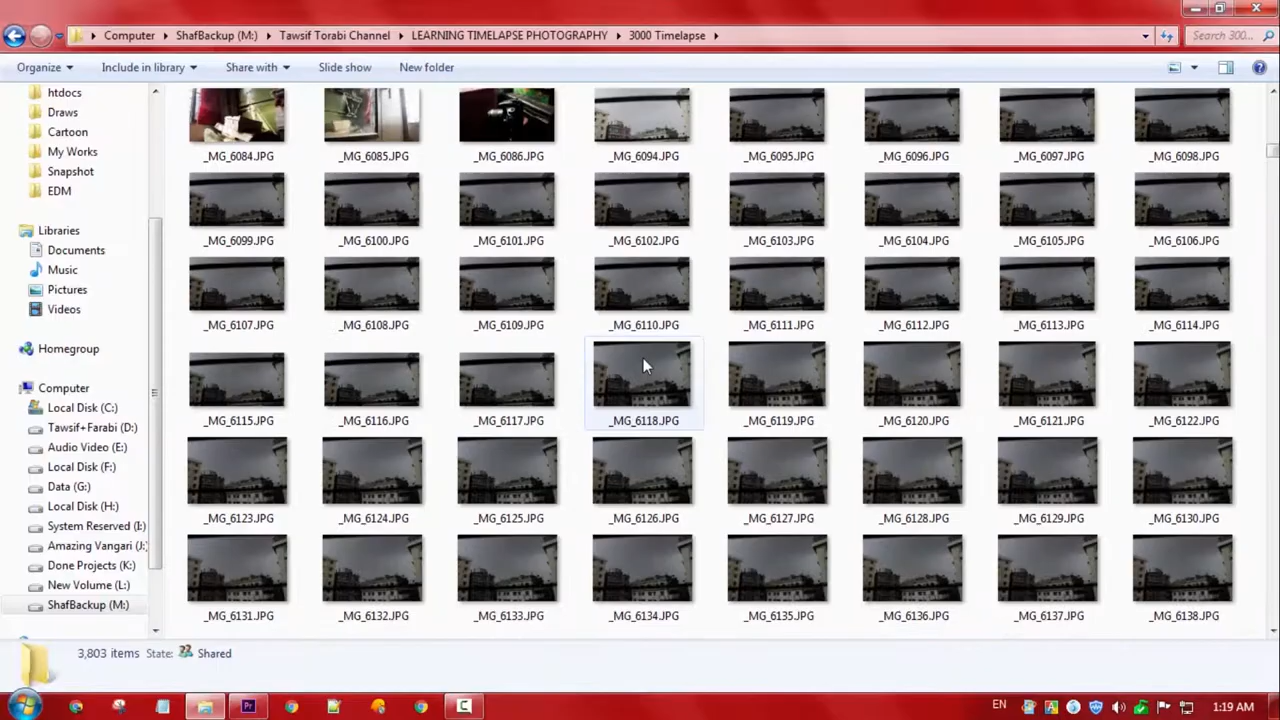 Computer ShafBackup (M:) Tawsif Torabi Channel LEARNING TIMELAPSE PHOTOGRAPHY 3000 Timelapse Search 300...
Organize Include in library Share with Slide show New folder
htdocs
Draws
Cartoon
My Works
Snapshot
EDM
Libraries
Documents
Music
Pictures
Videos
Homegroup
Computer
Local Disk (C:)
Tawsif+Farabi (D:)
Audio Video (E:)
Local Disk (F:)
Data (G:)
Local Disk (H:)
System Reserved (I:)
Amazing Vangari (J:)
Done Projects (K:)
New Volume (L:)
ShafBackup (M:)
_MG_6084.JPG _MG_6085.JPG _MG_6086.JPG _MG_6094.JPG _MG_6095.JPG _MG_6096.JPG _MG_6097.JPG _MG_6098.JPG
_MG_6099.JPG _MG_6100.JPG _MG_6101.JPG _MG_6102.JPG _MG_6103.JPG _MG_6104.JPG _MG_6105.JPG _MG_6106.JPG
_MG_6107.JPG _MG_6108.JPG _MG_6109.JPG _MG_6110.JPG _MG_6111.JPG _MG_6112.JPG _MG_6113.JPG _MG_6114.JPG
_MG_6115.JPG _MG_6116.JPG _MG_6117.JPG _MG_6118.JPG _MG_6119.JPG _MG_6120.JPG _MG_6121.JPG _MG_6122.JPG
_MG_6123.JPG _MG_6124.JPG _MG_6125.JPG _MG_6126.JPG _MG_6127.JPG _MG_6128.JPG _MG_6129.JPG _MG_6130.JPG
_MG_6131.JPG _MG_6132.JPG _MG_6133.JPG _MG_6134.JPG _MG_6135.JPG _MG_6136.JPG _MG_6137.JPG _MG_6138.JPG
3,803 items State: Shared
Pr EN 1:19 AM